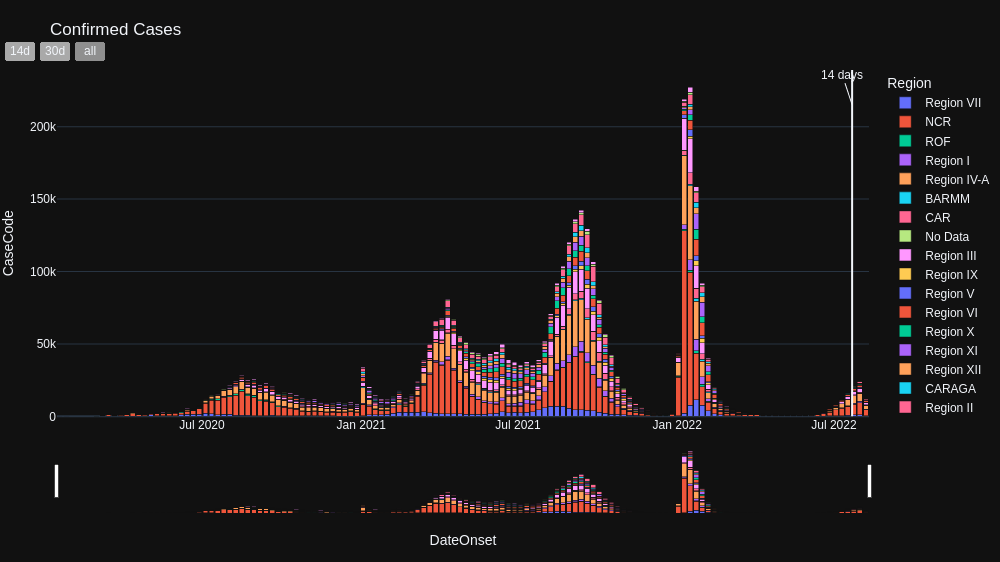 Confirmed Cases
14d 30d all
14 days
Region
Region VII
NCR
ROF
Region I
Region IV-A
BARMM
CAR
No Data
Region III
Region IX
Region V
Region VI
Region X
Region XI
Region XII
CARAGA
Region II
CaseCode
200k
150k
100k
50k
0
Jul 2020 Jan 2021 Jul 2021 Jan 2022 Jul 2022
DateOnset